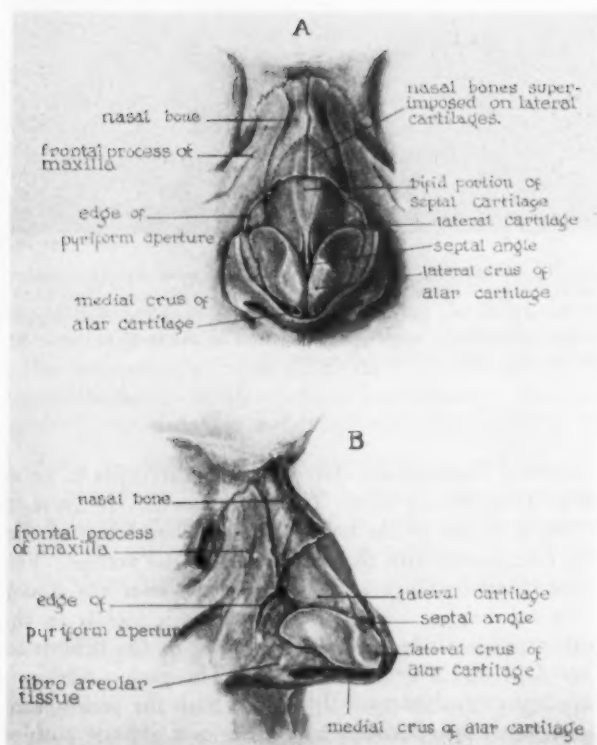 A
nasal bone
frontal process of
maxilla
edge of
pyriform aperture
medial crus of
alar cartilage
nasal bones super-
imposed on lateral
cartilages.
bifid portion of
septal cartilage
lateral cartilage
septal angle
lateral crus of
alar cartilage
B
nasal bone
frontal process
of maxilla
edge of
pyriform aperture
fibro areolar
tissue
lateral cartilage
septal angle
lateral crus of
alar cartilage
medial crus of alar cartilage